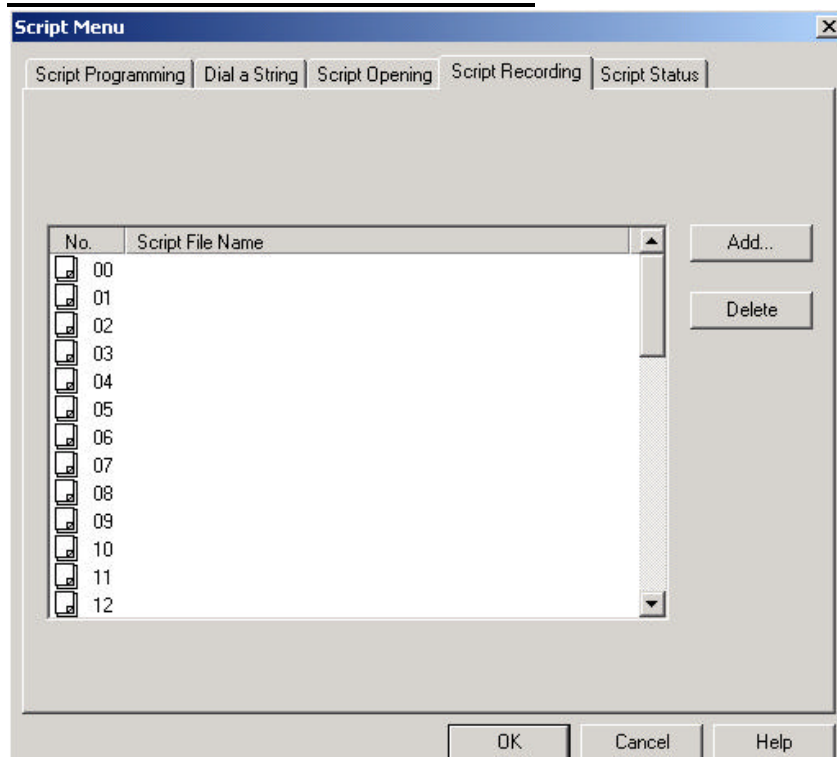 Script Menu
Script Programming Dial a String Script Opening Script Recording Script Status
No. Script File Name
Add...
00
01
Delete
02
03
04
05
06
07
08
09
10
11
12
OK Cancel Help